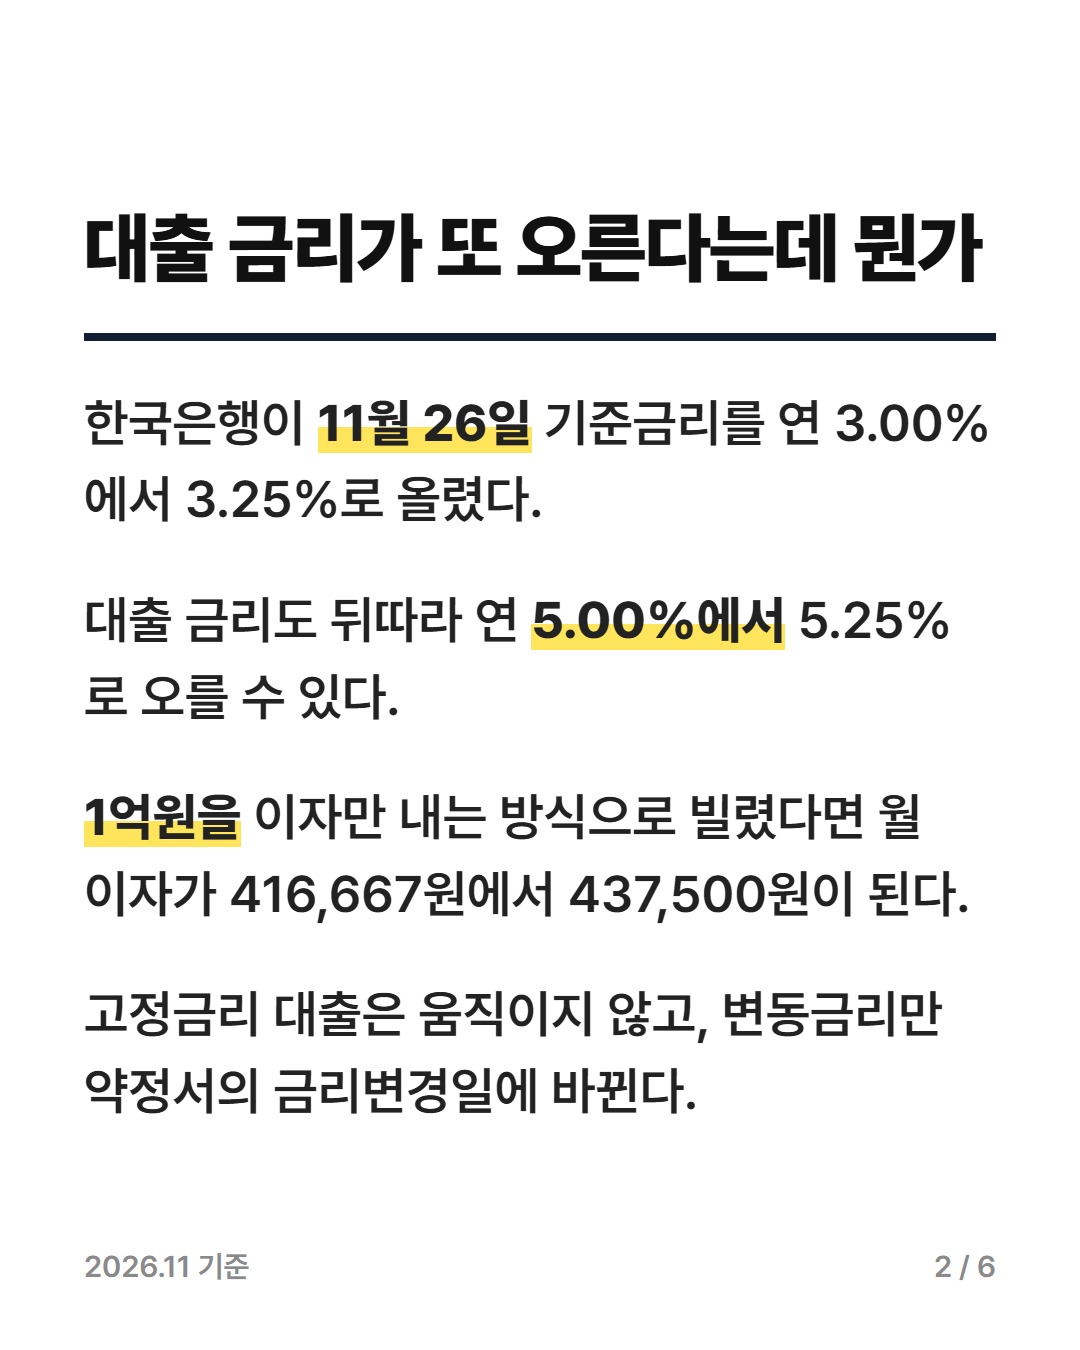 대출 금리가 또 오른다는데 뭔가
한국은행이 11월 26일 기준금리를 연 3.00%
에서 3.25%로 올렸다.
대출 금리도 뒤따라 연 5.00%에서 5.25%
로 오를 수 있다.
1억원을 이자만 내는 방식으로 빌렸다면 월
이자가 416,667원에서 437,500원이 된다.
고정금리 대출은 움직이지 않고, 변동금리만
약정서의 금리변경일에 바뀐다.
2026.11 기준
2 / 6